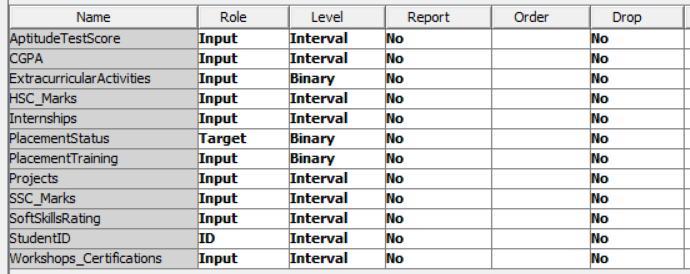 Name Role Level Report Order Drop
AptitudeTestScore Input Interval No No
CGPA Input Interval No No
ExtracurricularActivities Input Binary No No
HSC_Marks Input Interval No No
Internships Input Interval No No
PlacementStatus Target Binary No No
PlacementTraining Input Binary No No
Projects Input Interval No No
SSC_Marks Input Interval No No
SoftSkillsRating Input Interval No No
StudentID ID Interval No No
Workshops_Certifications Input Interval No No